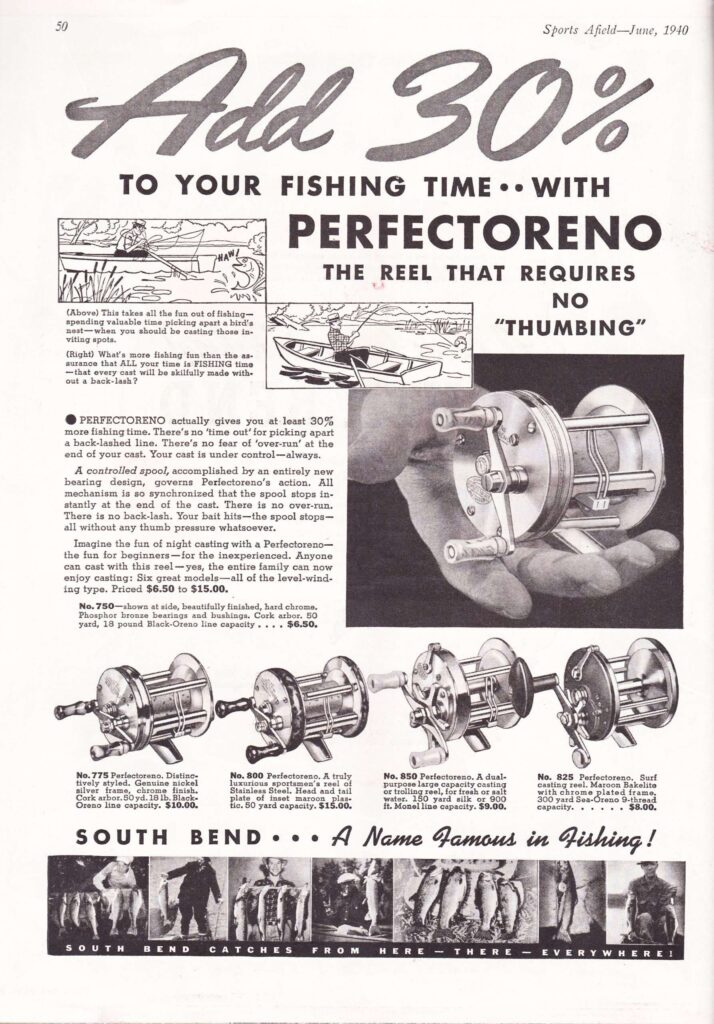 50
Sports Afield—June, 1940
Add 30%
TO YOUR FISHING TIME •• WITH
PERFECTORENO
THE REEL THAT REQUIRES
NO
"THUMBING"
HAW!
(Above) This takes all the fun out of fishing—
spending valuable time picking apart a bird's
nest—when you should be casting those in-
viting spots.
(Right) What's more fishing fun than the as-
surance that ALL your time is FISHING time
—that every cast will be skilfully made with-
out a back-lash?
● PERFECTORENO actually gives you at least 30%
more fishing time. There's no 'time out' for picking apart
a back-lashed line. There's no fear of 'over-run' at the
end of your cast. Your cast is under control—always.
A controlled spool, accomplished by an entirely new
bearing design, governs Perfectoreno's action. All
mechanism is so synchronized that the spool stops in-
stantly at the end of the cast. There is no over-run.
There is no back-lash. Your bait hits—the spool stops—
all without any thumb pressure whatsoever.
Imagine the fun of night casting with a Perfectoreno—
the fun for beginners—for the inexperienced. Anyone
can cast with this reel—yes, the entire family can now
enjoy casting: Six great models—all of the level-wind-
ing type. Priced $6.50 to $15.00.
No. 750—shown at side, beautifully finished, hard chrome.
Phosphor bronze bearings and bushings. Cork arbor. 50
yard, 18 pound Black-Oreno line capacity . . . . $6.50.
No. 775 Perfectoreno. Distinc-
tively styled. Genuine nickel
silver frame, chrome finish.
Cork arbor. 50 yd. 18 lb. Black-
Oreno line capacity. $10.00.
No. 800 Perfectoreno. A truly
luxurious sportsmen's reel of
Stainless Steel. Head and tail
plate of inset maroon plas-
tic. 50 yard capacity. $15.00.
No. 850 Perfectoreno. A dual-
purpose large capacity casting
or trolling reel, for fresh or salt
water. 150 yard silk or 900
ft. Monel line capacity. $9.00.
No. 825 Perfectoreno. Surf
casting reel. Maroon Bakelite
with chrome plated frame.
300 yard Sea-Oreno 9-thread
capacity. . . . . . . $8.00.
SOUTH BEND • • • A Name Famous in Fishing!
SOUTH BEND CATCHES FROM HERE — THERE — EVERYWHERE!